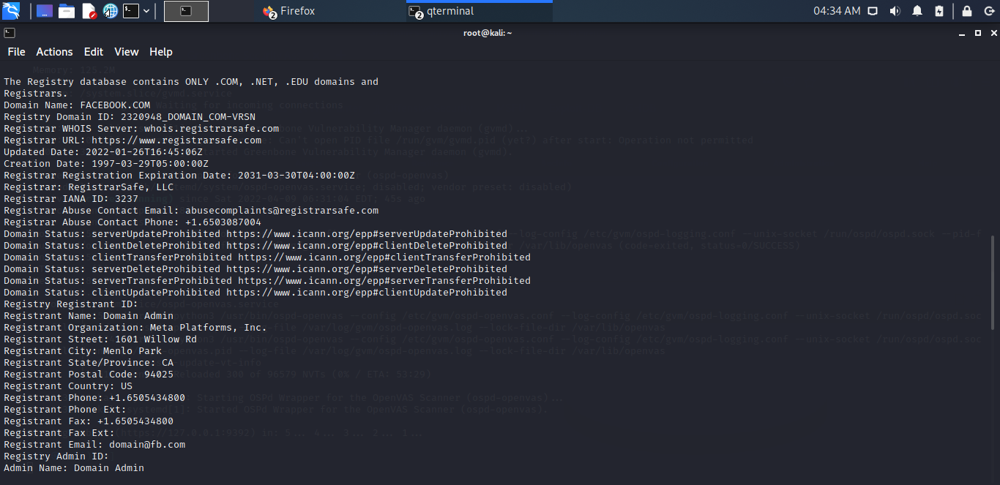 Firefox
2
qterminal
2
04:34 AM
root@kali: ~
File Actions Edit View Help
Memory: 125.2M
The Registry database contains ONLY .COM, .NET, .EDU domains and
Registrars.
Domain Name: FACEBOOK.COM
Registry Domain ID: 2320948_DOMAIN_COM-VRSN
Registrar WHOIS Server: whois.registrarsafe.com
Registrar URL: https://www.registrarsafe.com
Updated Date: 2022-01-26T16:45:06Z
Creation Date: 1997-03-29T05:00:00Z
Registrar Registration Expiration Date: 2031-03-30T04:00:00Z
Registrar: RegistrarSafe, LLC
Registrar IANA ID: 3237
Registrar Abuse Contact Email: abusecomplaints@registrarsafe.com
Registrar Abuse Contact Phone: +1.6503087004
Domain Status: serverUpdateProhibited https://www.icann.org/epp#serverUpdateProhibited
Domain Status: clientDeleteProhibited https://www.icann.org/epp#clientDeleteProhibited
Domain Status: clientTransferProhibited https://www.icann.org/epp#clientTransferProhibited
Domain Status: serverDeleteProhibited https://www.icann.org/epp#serverDeleteProhibited
Domain Status: serverTransferProhibited https://www.icann.org/epp#serverTransferProhibited
Domain Status: clientUpdateProhibited https://www.icann.org/epp#clientUpdateProhibited
Registry Registrant ID:
Registrant Name: Domain Admin
Registrant Organization: Meta Platforms, Inc.
Registrant Street: 1601 Willow Rd
Registrant City: Menlo Park
Registrant State/Province: CA
Registrant Postal Code: 94025
Registrant Country: US
Registrant Phone: +1.6505434800
Registrant Phone Ext:
Registrant Fax: +1.6505434800
Registrant Fax Ext:
Registrant Email: domain@fb.com
Registry Admin ID:
Admin Name: Domain Admin